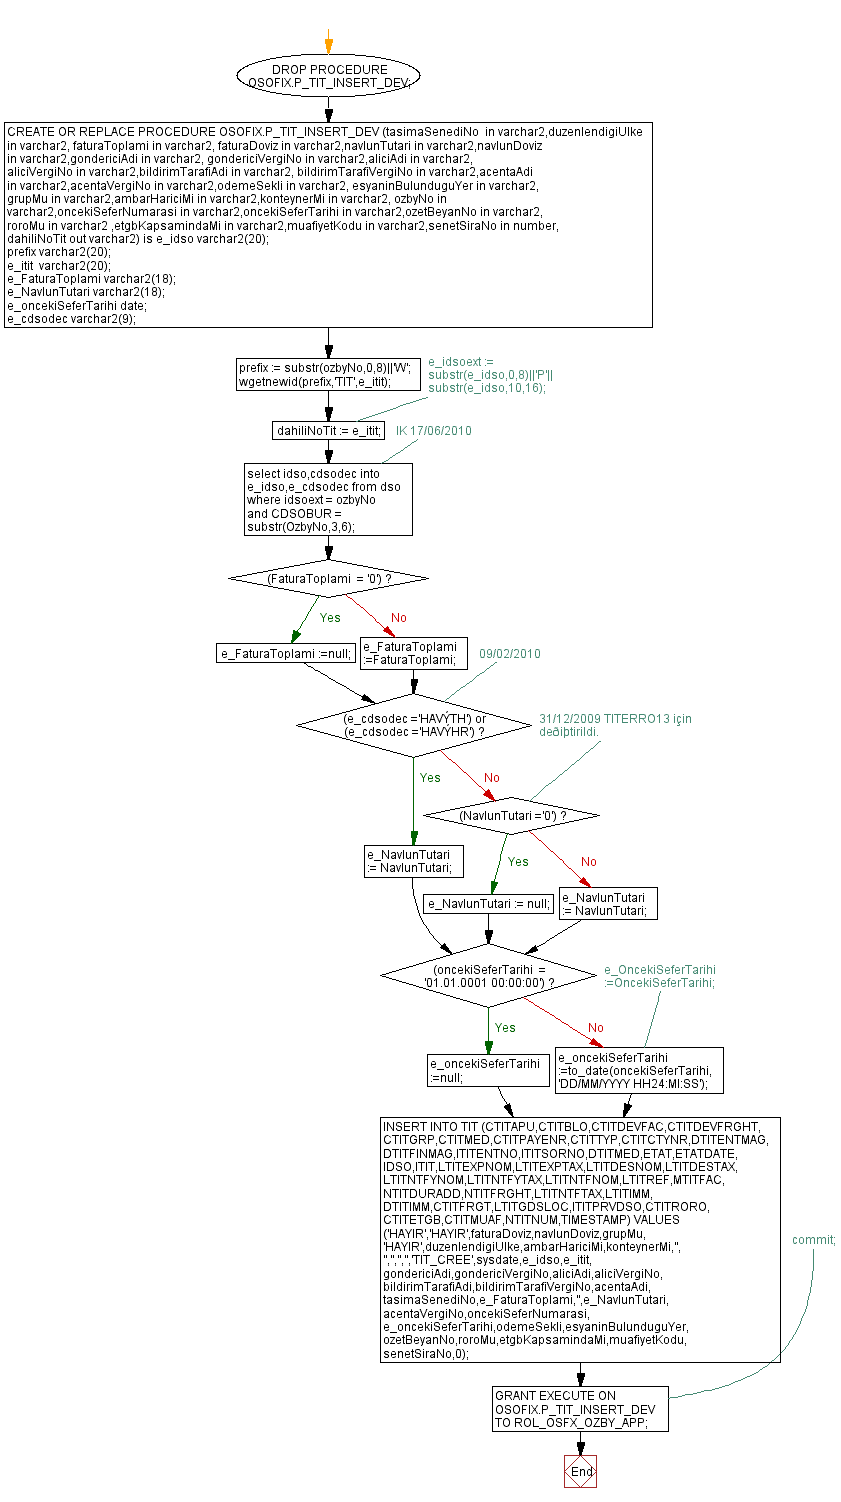 DROP PROCEDURE
OSOFIX.P_TIT_INSERT_DEV;
CREATE OR REPLACE PROCEDURE OSOFIX.P_TIT_INSERT_DEV (tasimaSenediNo  in varchar2,duzenlendigiUlke
in varchar2, faturaToplami in varchar2, faturaDoviz in varchar2,navlunTutari in varchar2,navlunDoviz
in varchar2,gondericiAdi in varchar2, gondericiVergiNo in varchar2,aliciAdi in varchar2,
aliciVergiNo in varchar2,bildirimTarafiAdi in varchar2, bildirimTarafiVergiNo in varchar2,acentaAdi
in varchar2,acentaVergiNo in varchar2,odemeSekli in varchar2, esyaninBulunduguYer in varchar2,
grupMu in varchar2,ambarHariciMi in varchar2,konteynerMi in varchar2, ozbyNo in
varchar2,oncekiSeferNumarasi in varchar2,oncekiSeferTarihi in varchar2,ozetBeyanNo in varchar2,
roroMu in varchar2 ,etgbKapsamindaMi in varchar2,muafiyetKodu in varchar2,senetSiraNo in number,
dahiliNoTit out varchar2) is e_idso varchar2(20);
prefix varchar2(20);
e_itit  varchar2(20);
e_FaturaToplami varchar2(18);
e_NavlunTutari varchar2(18);
e_oncekiSeferTarihi date;
e_cdsodec varchar2(9);
prefix := substr(ozbyNo,0,8)||'W';
wgetnewid(prefix,'TIT',e_itit);
e_idsoext :=
substr(e_idso,0,8)||'P'||
substr(e_idso,10,16);
dahiliNoTit := e_itit;
IK 17/06/2010
select idso,cdsodec into
e_idso,e_cdsodec from dso
where idsoext = ozbyNo
and CDSOBUR =
substr(OzbyNo,3,6);
(FaturaToplami  = '0') ?
Yes
No
e_FaturaToplami :=null;
e_FaturaToplami
:=FaturaToplami;
09/02/2010
(e_cdsodec ='HAVÝTH') or
(e_cdsodec ='HAVÝHR') ?
31/12/2009 TITERRO13 için
deðiþtirildi.
Yes
No
(NavlunTutari ='0') ?
e_NavlunTutari
:= NavlunTutari;
Yes
No
e_NavlunTutari := null;
e_NavlunTutari
:= NavlunTutari;
(oncekiSeferTarihi  =
'01.01.0001 00:00:00') ?
e_OncekiSeferTarihi
:=OncekiSeferTarihi;
Yes
No
e_oncekiSeferTarihi
:=null;
e_oncekiSeferTarihi
:=to_date(oncekiSeferTarihi,
'DD/MM/YYYY HH24:MI:SS');
INSERT INTO TIT (CTITAPU,CTITBLO,CTITDEVFAC,CTITDEVFRGHT,
CTITGRP,CTITMED,CTITPAYENR,CTITTYP,CTITCTYNR,DTITENTMAG,
DTITFINMAG,ITITENTNO,ITITSORNO,DTITMED,ETAT,ETATDATE,
IDSO,ITIT,LTITEXPNOM,LTITEXPTAX,LTITDESNOM,LTITDESTAX,
LTITNTFYNOM,LTITNTFYTAX,LTITNTFNOM,LTITREF,MTITFAC,
NTITDURADD,NTITFRGHT,LTITNTFTAX,LTITIMM,
DTITIMM,CTITFRGT,LTITGDSLOC,ITITPRVDSO,CTITRORO,
CTITETGB,CTITMUAF,NTITNUM,TIMESTAMP) VALUES
('HAYIR','HAYIR',faturaDoviz,navlunDoviz,grupMu,
'HAYIR',duzenlendigiUlke,ambarHariciMi,konteynerMi,'',
'','','','','TIT_CREE',sysdate,e_idso,e_itit,
gondericiAdi,gondericiVergiNo,aliciAdi,aliciVergiNo,
bildirimTarafiAdi,bildirimTarafiVergiNo,acentaAdi,
tasimaSenediNo,e_FaturaToplami,'',e_NavlunTutari,
acentaVergiNo,oncekiSeferNumarasi,
e_oncekiSeferTarihi,odemeSekli,esyaninBulunduguYer,
ozetBeyanNo,roroMu,etgbKapsamindaMi,muafiyetKodu,
senetSiraNo,0);
commit;
GRANT EXECUTE ON
OSOFIX.P_TIT_INSERT_DEV
TO ROL_OSFX_OZBY_APP;
End